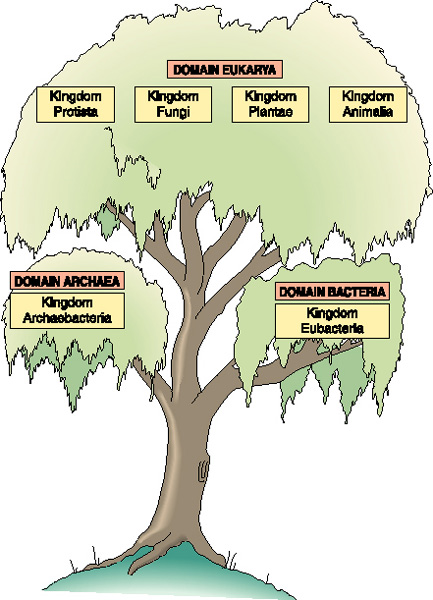 DOMAIN EUKARYA
Kingdom
Protista
Kingdom
Fungi
Kingdom
Plantae
Kingdom
Animalia
DOMAIN ARCHAEA
Kingdom
Archaebacteria
DOMAIN BACTERIA
Kingdom
Eubacteria